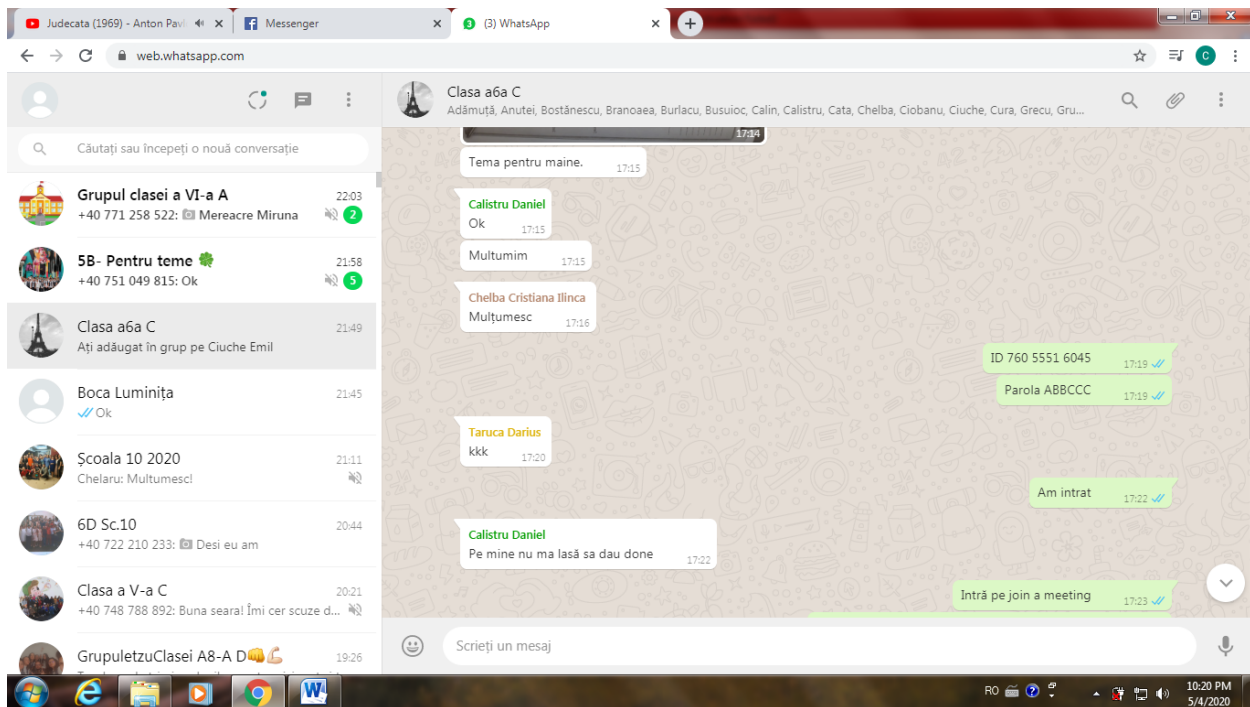 Judecata (1969) - Anton Pavl
Messenger
(3) WhatsApp
web.whatsapp.com
C
Căutați sau începeți o nouă conversație
Grupul clasei a VI-a A
22:03
+40 771 258 522: Mereacre Miruna
2
5B- Pentru teme 🍀
21:58
+40 751 049 815: Ok
5
Clasa a6a C
21:49
Ați adăugat în grup pe Ciuche Emil
Boca Luminița
21:45
Ok
Școala 10 2020
21:11
Chelaru: Multumesc!
6D Sc.10
20:44
+40 722 210 233: Desi eu am
Clasa a V-a C
20:21
+40 748 788 892: Buna seara! Îmi cer scuze d...
GrupuletzuClasei A8-A D👊💪
19:26
Clasa a6a C
Adămuță, Anutei, Bostănescu, Branoaea, Burlacu, Busuioc, Calin, Calistru, Cata, Chelba, Ciobanu, Ciuche, Cura, Grecu, Gru...
17:14
Tema pentru maine.
17:15
Calistru Daniel
Ok
17:15
Multumim
17:15
Chelba Cristiana Ilinca
Mulțumesc
17:16
ID 760 5551 6045
17:19
Parola ABBCCC
17:19
Taruca Darius
kkk
17:20
Am intrat
17:22
Calistru Daniel
Pe mine nu ma lasă sa dau done
17:22
Intră pe join a meeting
17:23
Scrieți un mesaj
RO
10:20 PM
5/4/2020